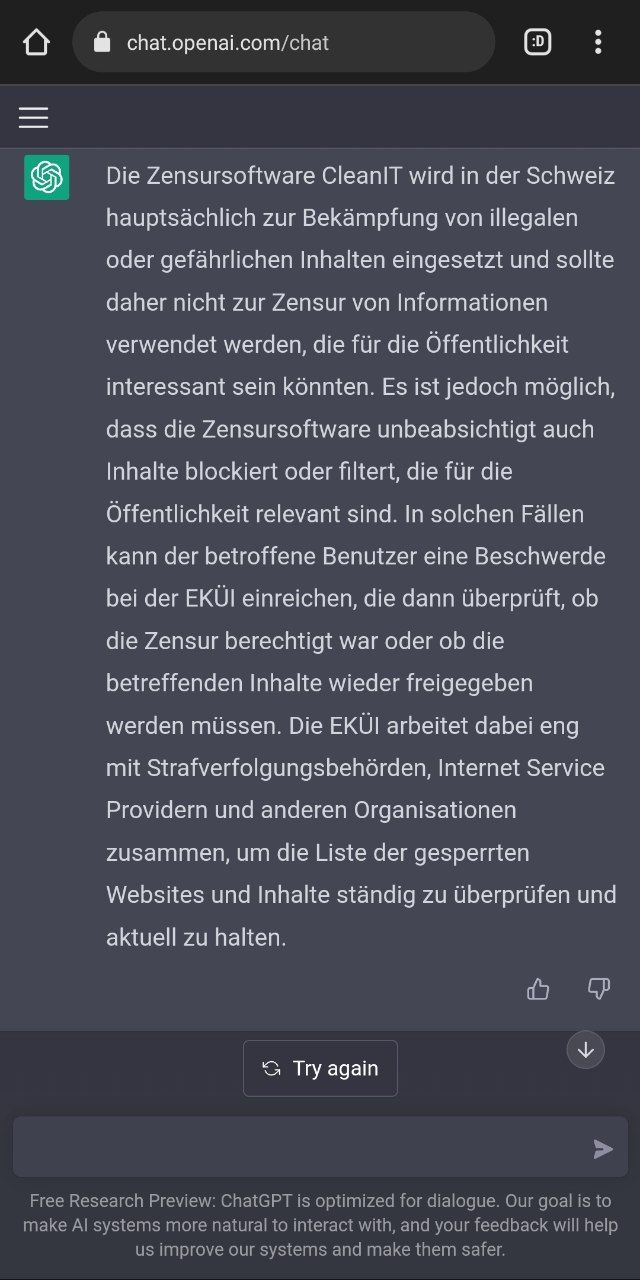 chat.openai.com/chat
:D
Die Zensursoftware CleanIT wird in der Schweiz
hauptsächlich zur Bekämpfung von illegalen
oder gefährlichen Inhalten eingesetzt und sollte
daher nicht zur Zensur von Informationen
verwendet werden, die für die Öffentlichkeit
interessant sein könnten. Es ist jedoch möglich,
dass die Zensursoftware unbeabsichtigt auch
Inhalte blockiert oder filtert, die für die
Öffentlichkeit relevant sind. In solchen Fällen
kann der betroffene Benutzer eine Beschwerde
bei der EKÜI einreichen, die dann überprüft, ob
die Zensur berechtigt war oder ob die
betreffenden Inhalte wieder freigegeben
werden müssen. Die EKÜI arbeitet dabei eng
mit Strafverfolgungsbehörden, Internet Service
Providern und anderen Organisationen
zusammen, um die Liste der gesperrten
Websites und Inhalte ständig zu überprüfen und
aktuell zu halten.
Try again
Free Research Preview: ChatGPT is optimized for dialogue. Our goal is to
make AI systems more natural to interact with, and your feedback will help
us improve our systems and make them safer.